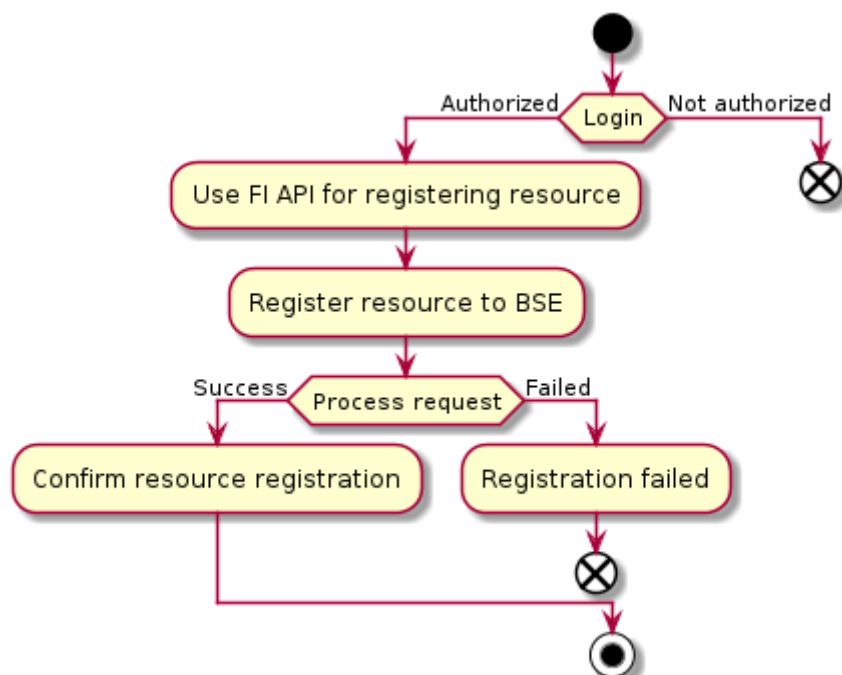 Authorized
Login
Not authorized
Use FI API for registering resource
Register resource to BSE
Success
Process request
Failed
Confirm resource registration
Registration failed